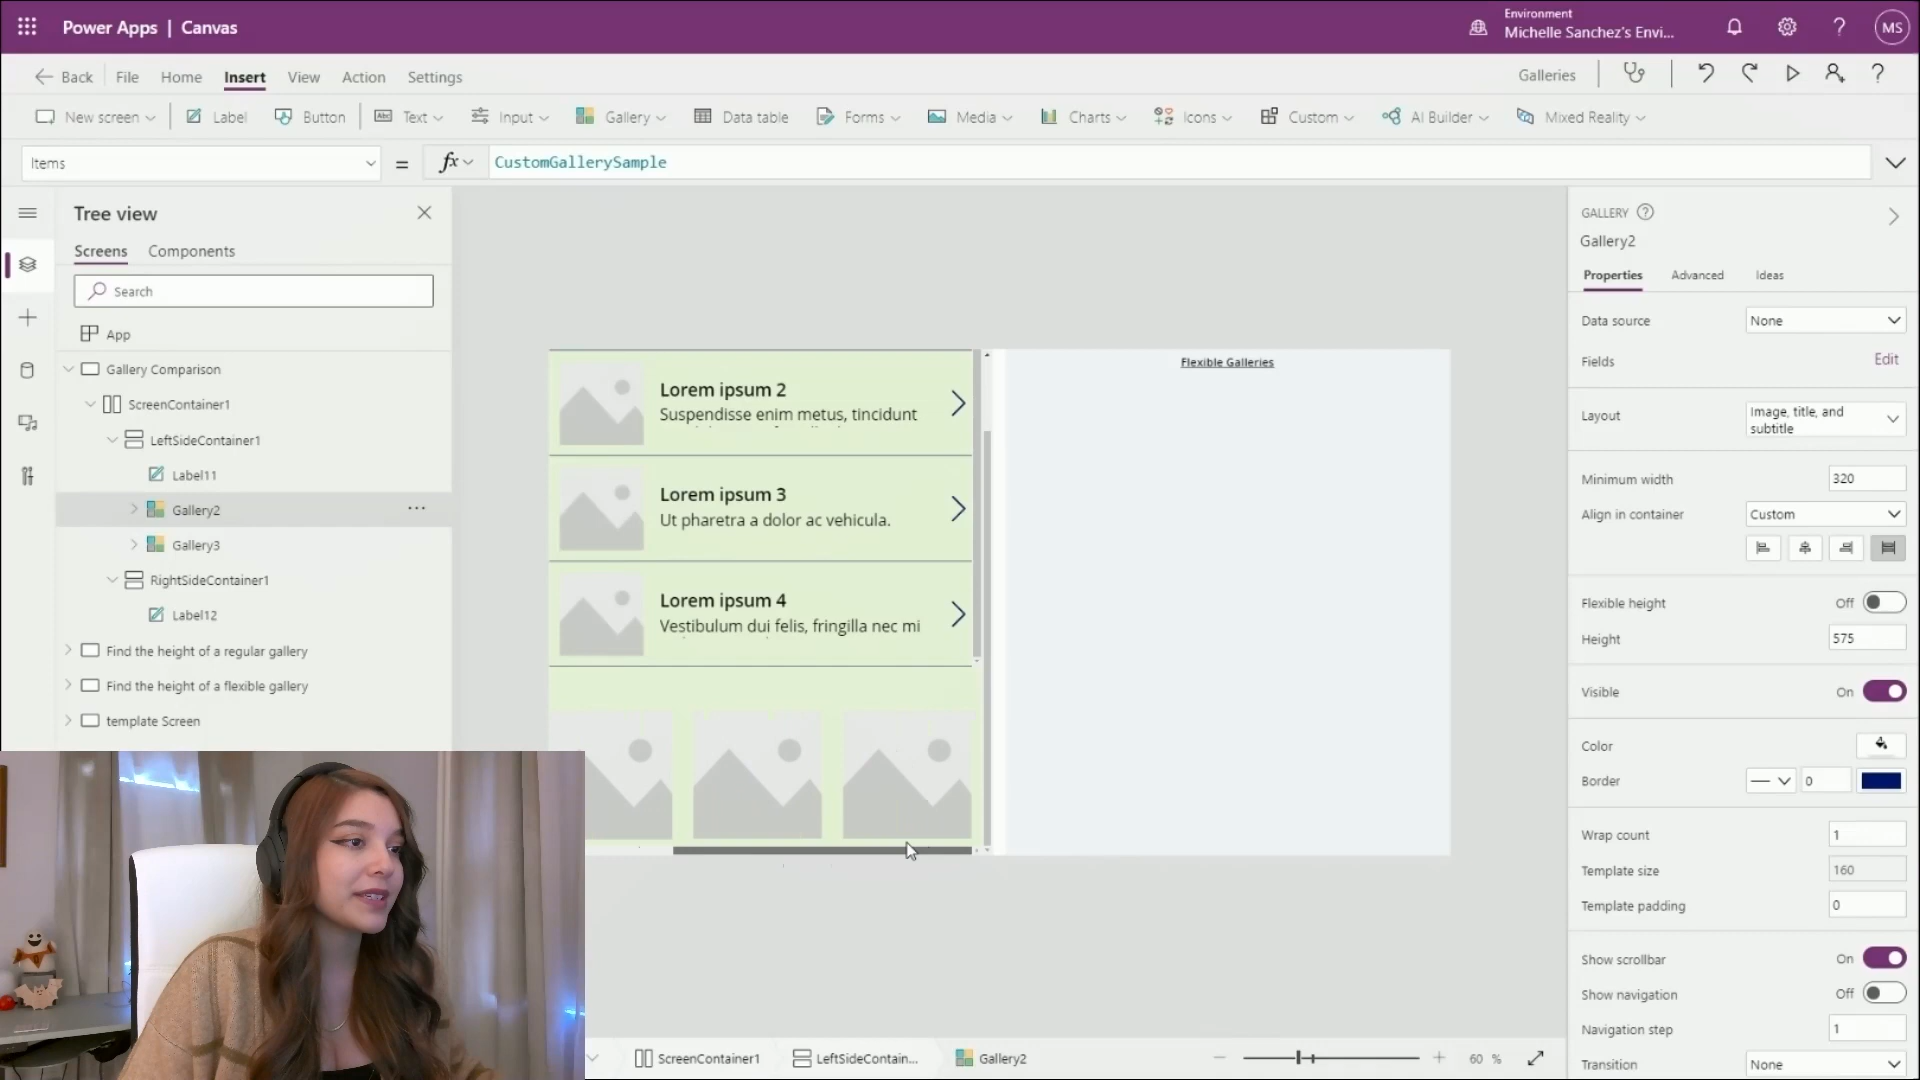 Power Apps | Canvas
Environment
Michelle Sanchez's Envi...
MS
Back
File
Home
Insert
View
Action
Settings
Galleries
New screen
Label
Button
Abc
Text
Input
Gallery
Data table
Forms
Media
Charts
Icons
Custom
AI Builder
Mixed Reality
Items
=
fx
CustomGallerySample
Tree view
Screens
Components
Search
App
Gallery Comparison
ScreenContainer1
LeftSideContainer1
Label11
Gallery2
Gallery3
RightSideContainer1
Label12
Find the height of a regular gallery
Find the height of a flexible gallery
template Screen
Lorem ipsum 2
Suspendisse enim metus, tincidunt
Lorem ipsum 3
Ut pharetra a dolor ac vehicula.
Lorem ipsum 4
Vestibulum dui felis, fringilla nec mi
Flexible Galleries
GALLERY
Gallery2
Properties
Advanced
Ideas
Data source
None
Fields
Edit
Layout
Image, title, and
subtitle
Minimum width
320
Align in container
Custom
Flexible height
Off
Height
575
Visible
On
Color
Border
0
Wrap count
1
Template size
160
Template padding
0
Show scrollbar
On
Show navigation
Off
Navigation step
1
Transition
None
ScreenContainer1
LeftSideContain...
Gallery2
60 %